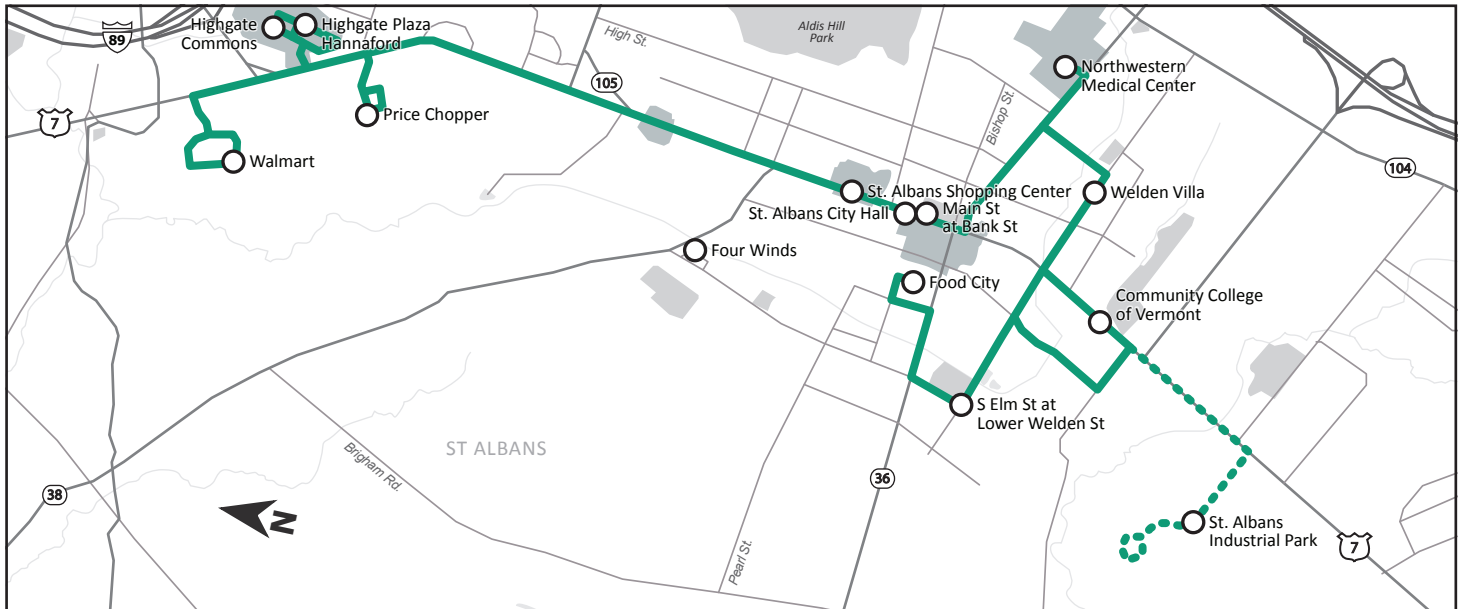 89
Highgate
Commons
Highgate Plaza
Hannaford
High St.
Aldis Hill
Park
105
Bishop St.
Northwestern
Medical Center
7
Price Chopper
Walmart
104
St. Albans Shopping Center
Welden Villa
St. Albans City Hall
Main St
at Bank St
Four Winds
Food City
Community College
of Vermont
S Elm St at
Lower Welden St
ST ALBANS
Brigham Rd.
38
N
36
Pearl St.
St. Albans
Industrial Park
7